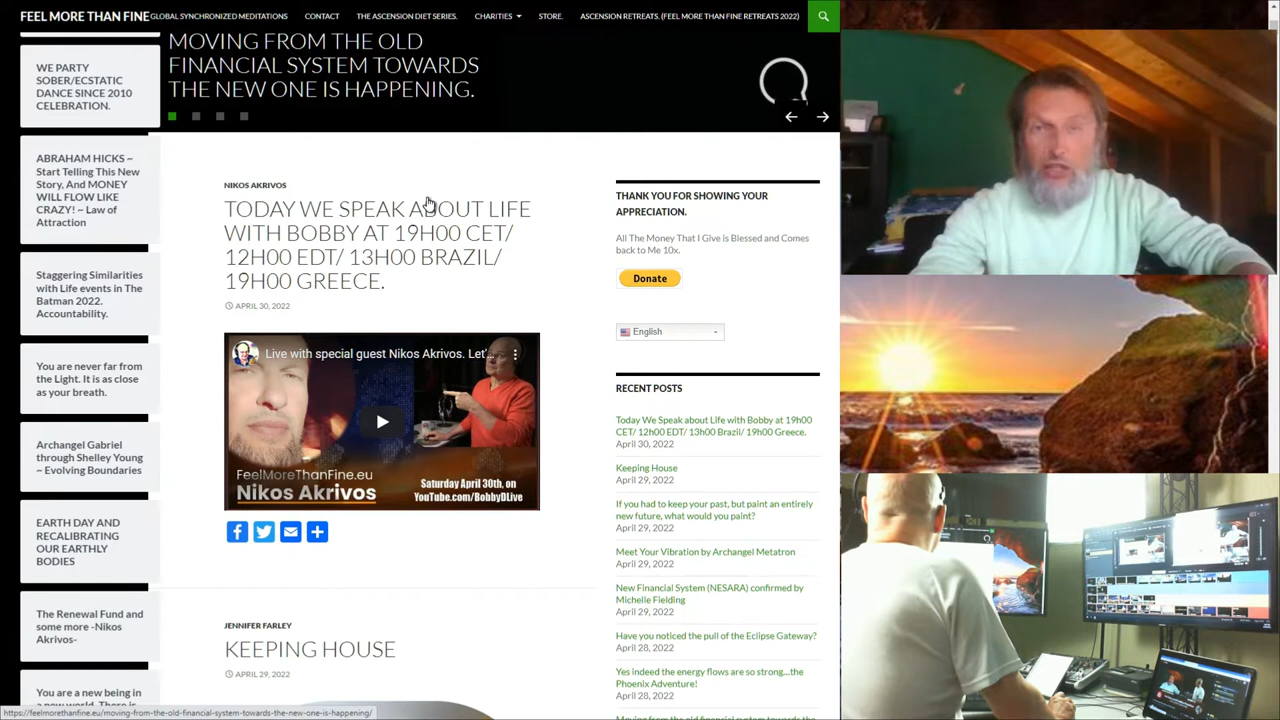 FEEL MORE THAN FINE
GLOBAL SYNCHRONIZED MEDITATIONS
CONTACT
THE ASCENSION DIET SERIES.
CHARITIES
STORE.
ASCENSION RETREATS. (FEEL MORE THAN FINE RETREATS 2022)
WE PARTY
SOBER/ECSTATIC
DANCE SINCE 2010
CELEBRATION.
ABRAHAM HICKS ~
Start Telling This New
Story, And MONEY
WILL FLOW LIKE
CRAZY! ~ Law of
Attraction
Staggering Similarities
with Life events in The
Batman 2022.
Accountability.
You are never far from
the Light. It is as close
as your breath.
Archangel Gabriel
through Shelley Young
~ Evolving Boundaries
EARTH DAY AND
RECALIBRATING
OUR EARTHLY
BODIES
The Renewal Fund and
some more -Nikos
Akrivos-
You are a new being in
a new world. There is
MOVING FROM THE OLD
FINANCIAL SYSTEM TOWARDS
THE NEW ONE IS HAPPENING.
NIKOS AKRIVOS
TODAY WE SPEAK ABOUT LIFE
WITH BOBBY AT 19H00 CET/
12H00 EDT/ 13H00 BRAZIL/
19H00 GREECE.
APRIL 30, 2022
Live with special guest Nikos Akrivos. Let'...
FeelMoreThanFine.eu
Nikos Akrivos
Saturday April 30th, on
YouTube.com/BobbyDLive
JENNIFER FARLEY
KEEPING HOUSE
APRIL 29, 2022
THANK YOU FOR SHOWING YOUR
APPRECIATION.
All The Money That I Give is Blessed and Comes
back to Me 10x.
Donate
English
RECENT POSTS
Today We Speak about Life with Bobby at 19h00
CET/ 12h00 EDT/ 13h00 Brazil/ 19h00 Greece.
April 30, 2022
Keeping House
April 29, 2022
If you had to keep your past, but paint an entirely
new future, what would you paint?
April 29, 2022
Meet Your Vibration by Archangel Metatron
April 29, 2022
New Financial System (NESARA) confirmed by
Michelle Fielding
April 29, 2022
Have you noticed the pull of the Eclipse Gateway?
April 28, 2022
Yes indeed the energy flows are so strong...the
Phoenix Adventure!
April 28, 2022
Moving from the old financial system towards the
https://feelmorethanfine.eu/moving-from-the-old-financial-system-towards-the-new-one-is-happening/